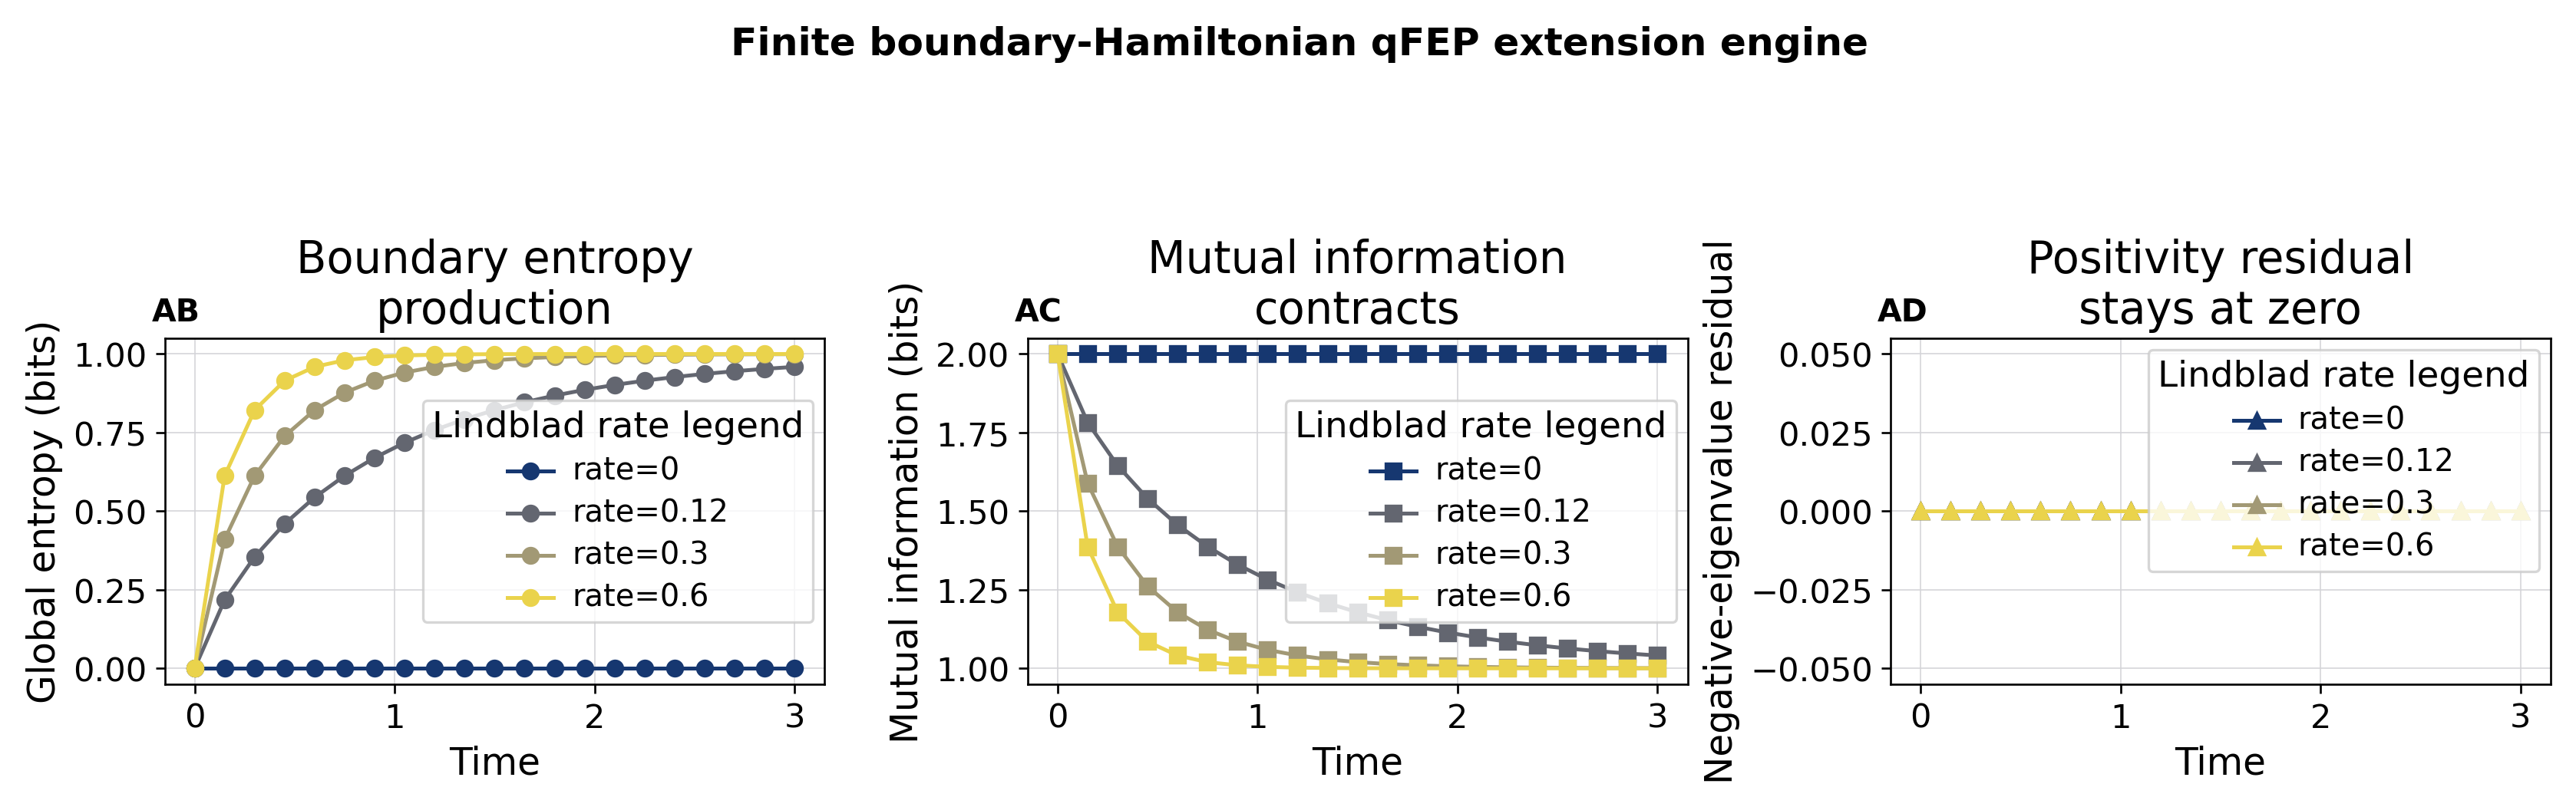 Finite boundary-Hamiltonian qFEP extension engine
Boundary entropy
production
AB
Global entropy (bits)
1.00
0.75
0.50
0.25
0.00
Lindblad rate legend
rate=0
rate=0.12
rate=0.3
rate=0.6
0 1 2 3
Time
Mutual information
contracts
AC
Mutual information (bits)
2.00
1.75
1.50
1.25
1.00
Lindblad rate legend
rate=0
rate=0.12
rate=0.3
rate=0.6
0 1 2 3
Time
Positivity residual
stays at zero
AD
Negative-eigenvalue residual
0.050
0.025
0.000
−0.025
−0.050
Lindblad rate legend
rate=0
rate=0.12
rate=0.3
rate=0.6
0 1 2 3
Time